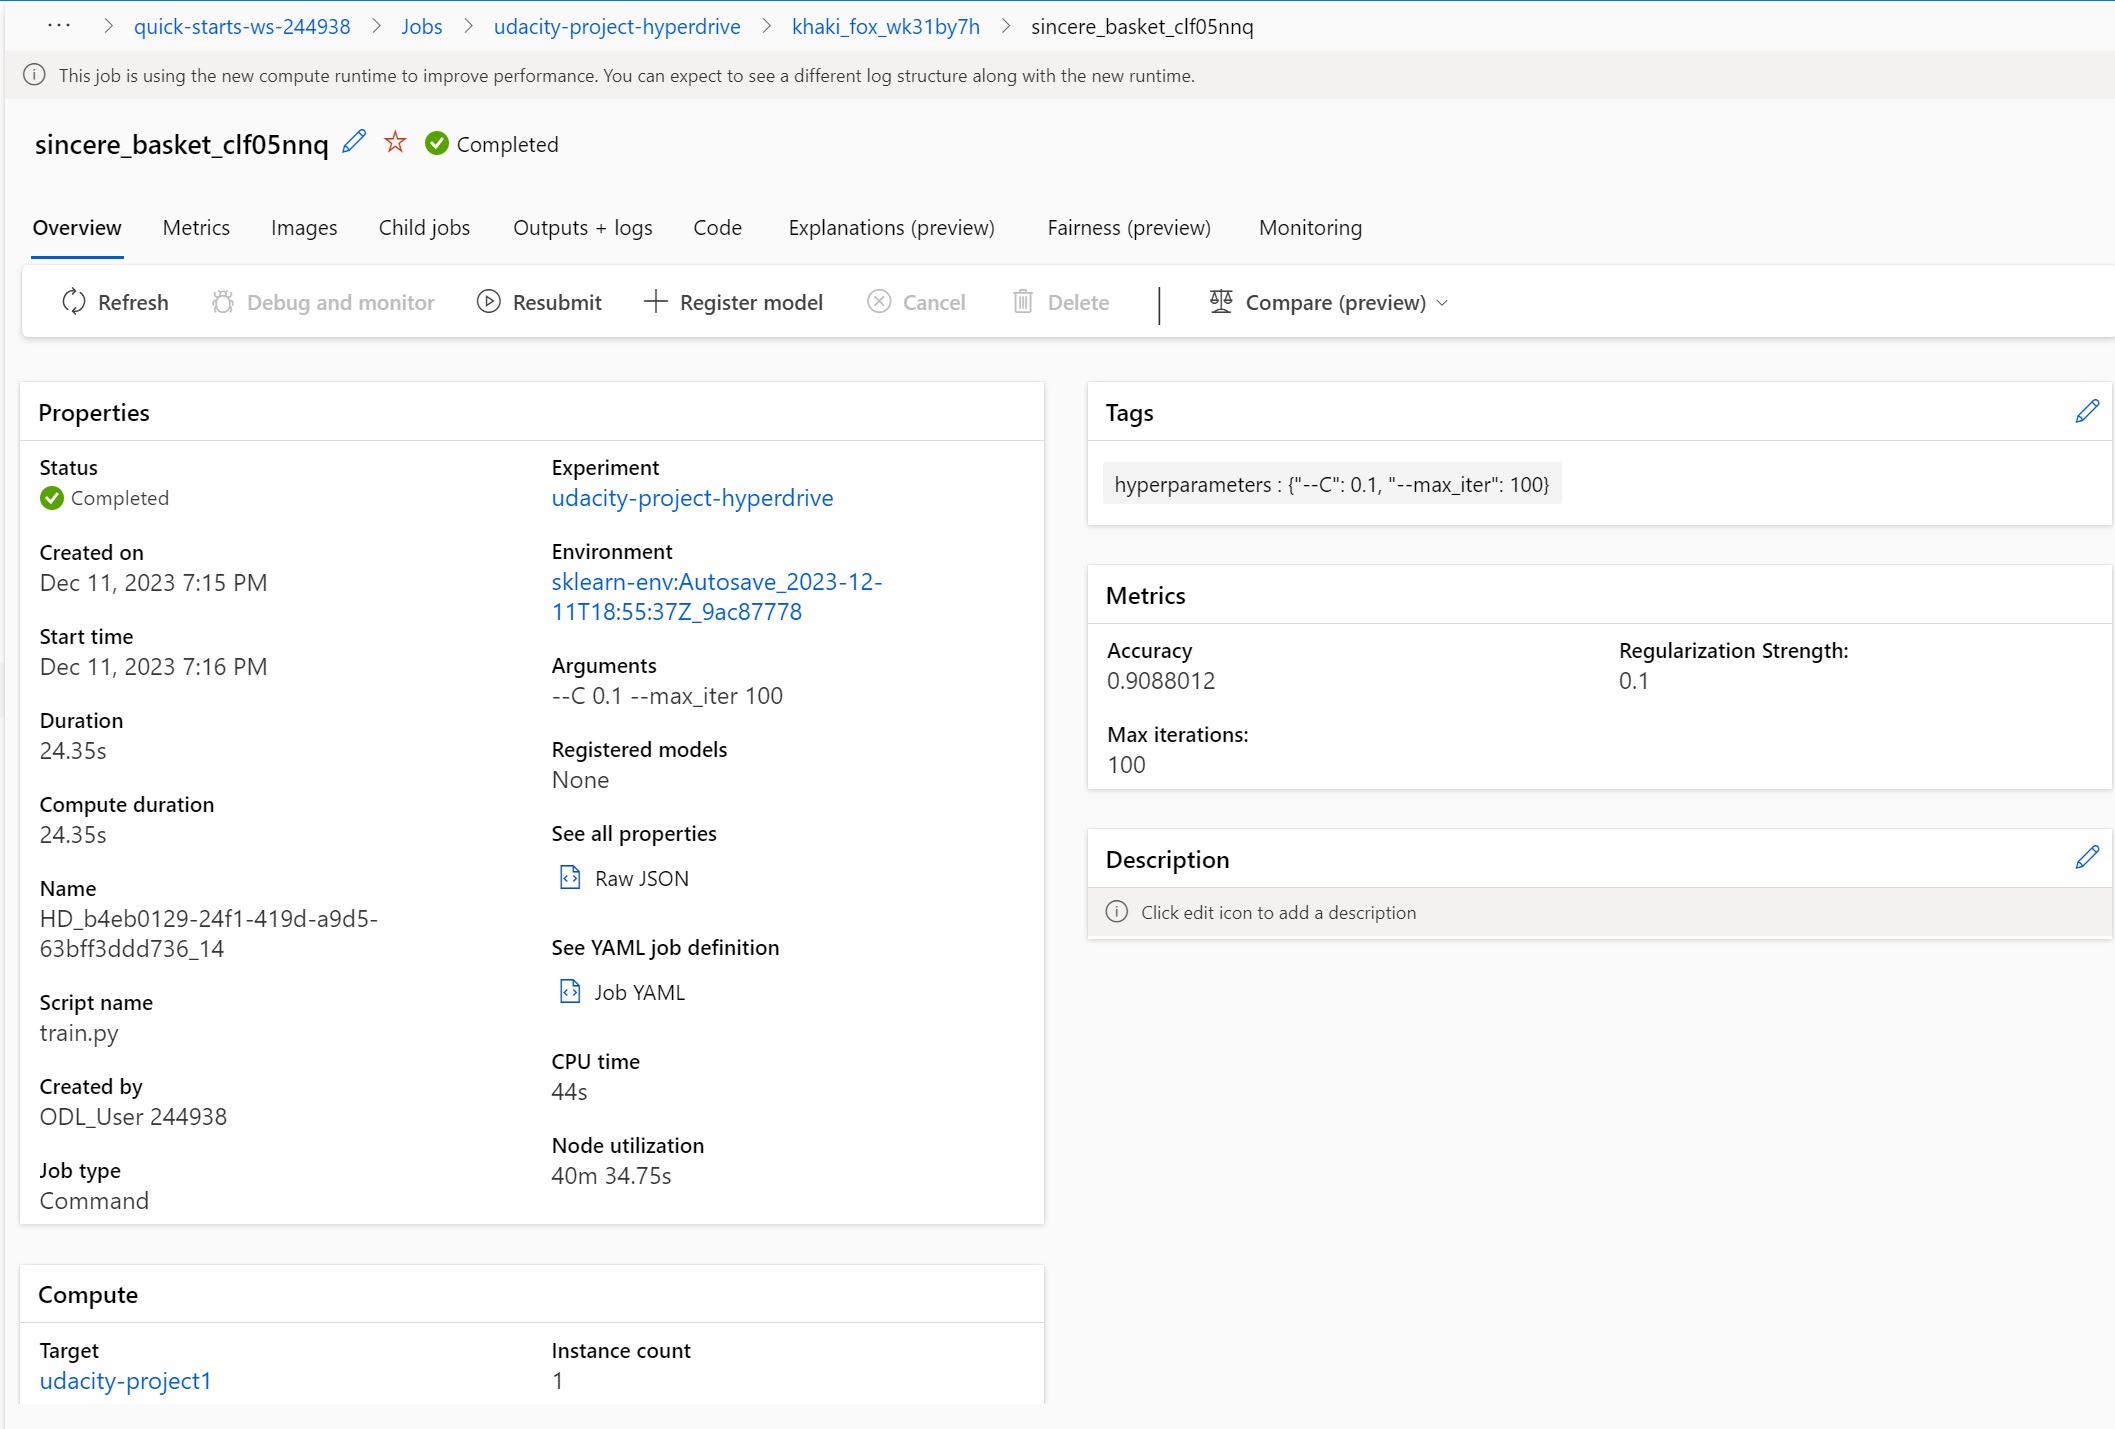 ··· > quick-starts-ws-244938 > Jobs > udacity-project-hyperdrive > khaki_fox_wk31by7h > sincere_basket_clf05nnq
This job is using the new compute runtime to improve performance. You can expect to see a different log structure along with the new runtime.
sincere_basket_clf05nnq Completed
Overview Metrics Images Child jobs Outputs + logs Code Explanations (preview) Fairness (preview) Monitoring
Refresh Debug and monitor Resubmit Register model Cancel Delete Compare (preview)
Properties
Status
Completed
Created on
Dec 11, 2023 7:15 PM
Start time
Dec 11, 2023 7:16 PM
Duration
24.35s
Compute duration
24.35s
Name
HD_b4eb0129-24f1-419d-a9d5-
63bff3ddd736_14
Script name
train.py
Created by
ODL_User 244938
Job type
Command
Experiment
udacity-project-hyperdrive
Environment
sklearn-env:Autosave_2023-12-
11T18:55:37Z_9ac87778
Arguments
--C 0.1 --max_iter 100
Registered models
None
See all properties
Raw JSON
See YAML job definition
Job YAML
CPU time
44s
Node utilization
40m 34.75s
Compute
Target
udacity-project1
Instance count
1
Tags
hyperparameters : {"--C": 0.1, "--max_iter": 100}
Metrics
Accuracy
0.9088012
Regularization Strength:
0.1
Max iterations:
100
Description
Click edit icon to add a description